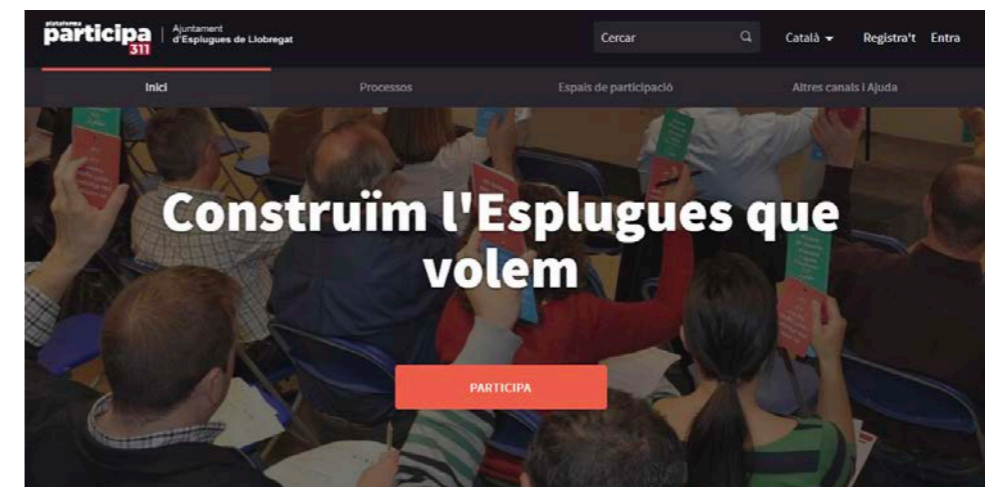 plataforma
participa
311
Ajuntament
d'Esplugues de Llobregat
Cercar
Català
Registra't
Entra
Inici
Processos
Espais de participació
Altres canals i Ajuda
Construïm l'Esplugues que
volem
PARTICIPA